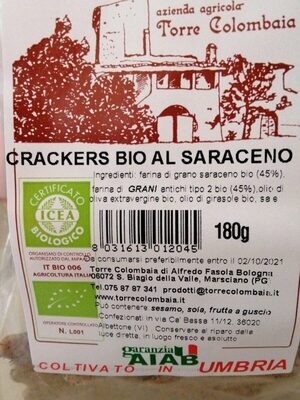 azienda agricola
Torre Colombaia
CRACKERS BIO AL SARACENO
Ingredienti farina di grano saraceno bio (45%),
farina di GRANI antichi tipo 2 bio (45%), olio di
oliva extravergine bio, olio di girasole bio, sa e
CERTIFICATO
ICEA
BIOLOGICO
180g
8 031613 012045
ORGANISMO DI CONTROLLO
AUTORIZZATO DAL MIPAAF
IT BIO 006
AGRICOLTURA ITALIA
Da consumarsi preferibilmente entro il 02/10/2021
Torre Colombaia di Alfredo Fasola Bologna
06072 S. Biagio della Valle, Marsciano (PG)
Tel.075 87 87 341 prodotti@torrecolombaia.it
www.torrecolombaia.it
Può contenere sesamo, soia, frutta a guscio
Confezionati in via Ca' Bassa 11/12, 36020
Albettone (VI) Conservare al riparo dalla
luce diretta, in luogo fresco e asciutto
OPERATORE CONTROLLATO
N. L001
garanzia
AIAB
COLTIVATO IN UMBRIA